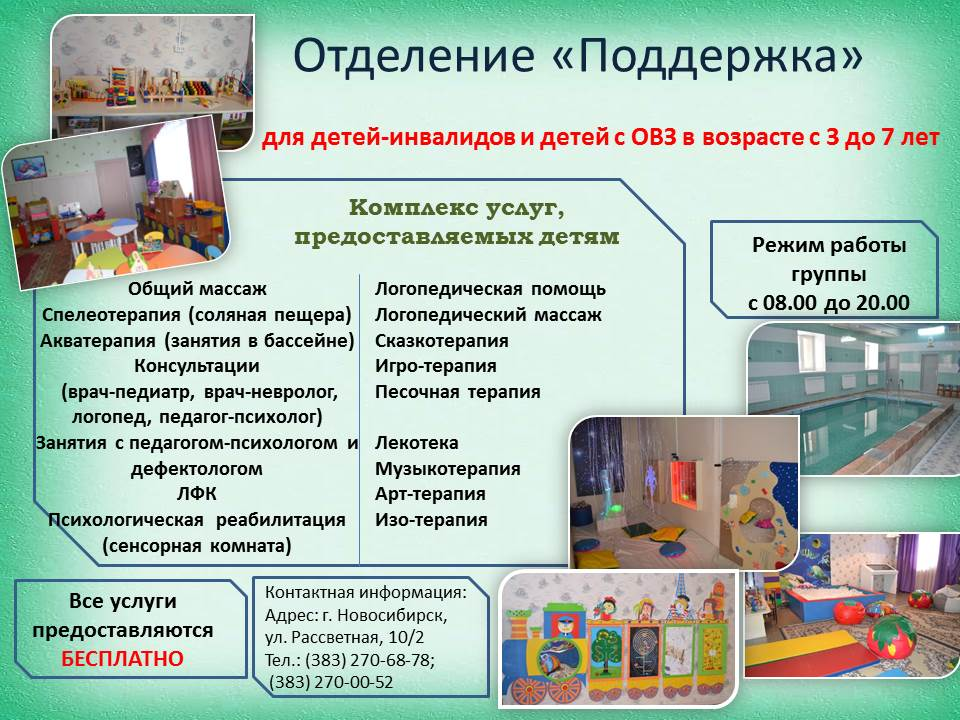 Отделение «Поддержка»
для детей-инвалидов и детей с ОВЗ в возрасте с 3 до 7 лет
Комплекс услуг,
предоставляемых детям
Общий массаж
Спелеотерапия (соляная пещера)
Акватерапия (занятия в бассейне)
Консультации
(врач-педиатр, врач-невролог,
логопед, педагог-психолог)
Занятия с педагогом-психологом и
дефектологом
ЛФК
Психологическая реабилитация
(сенсорная комната)
Логопедическая помощь
Логопедический массаж
Сказкотерапия
Игро-терапия
Песочная терапия
Лекотека
Музыкотерапия
Арт-терапия
Изо-терапия
Режим работы
группы
с 08.00 до 20.00
Все услуги
предоставляются
БЕСПЛАТНО
Контактная информация:
Адрес: г. Новосибирск,
ул. Рассветная, 10/2
Тел.: (383) 270-68-78;
(383) 270-00-52